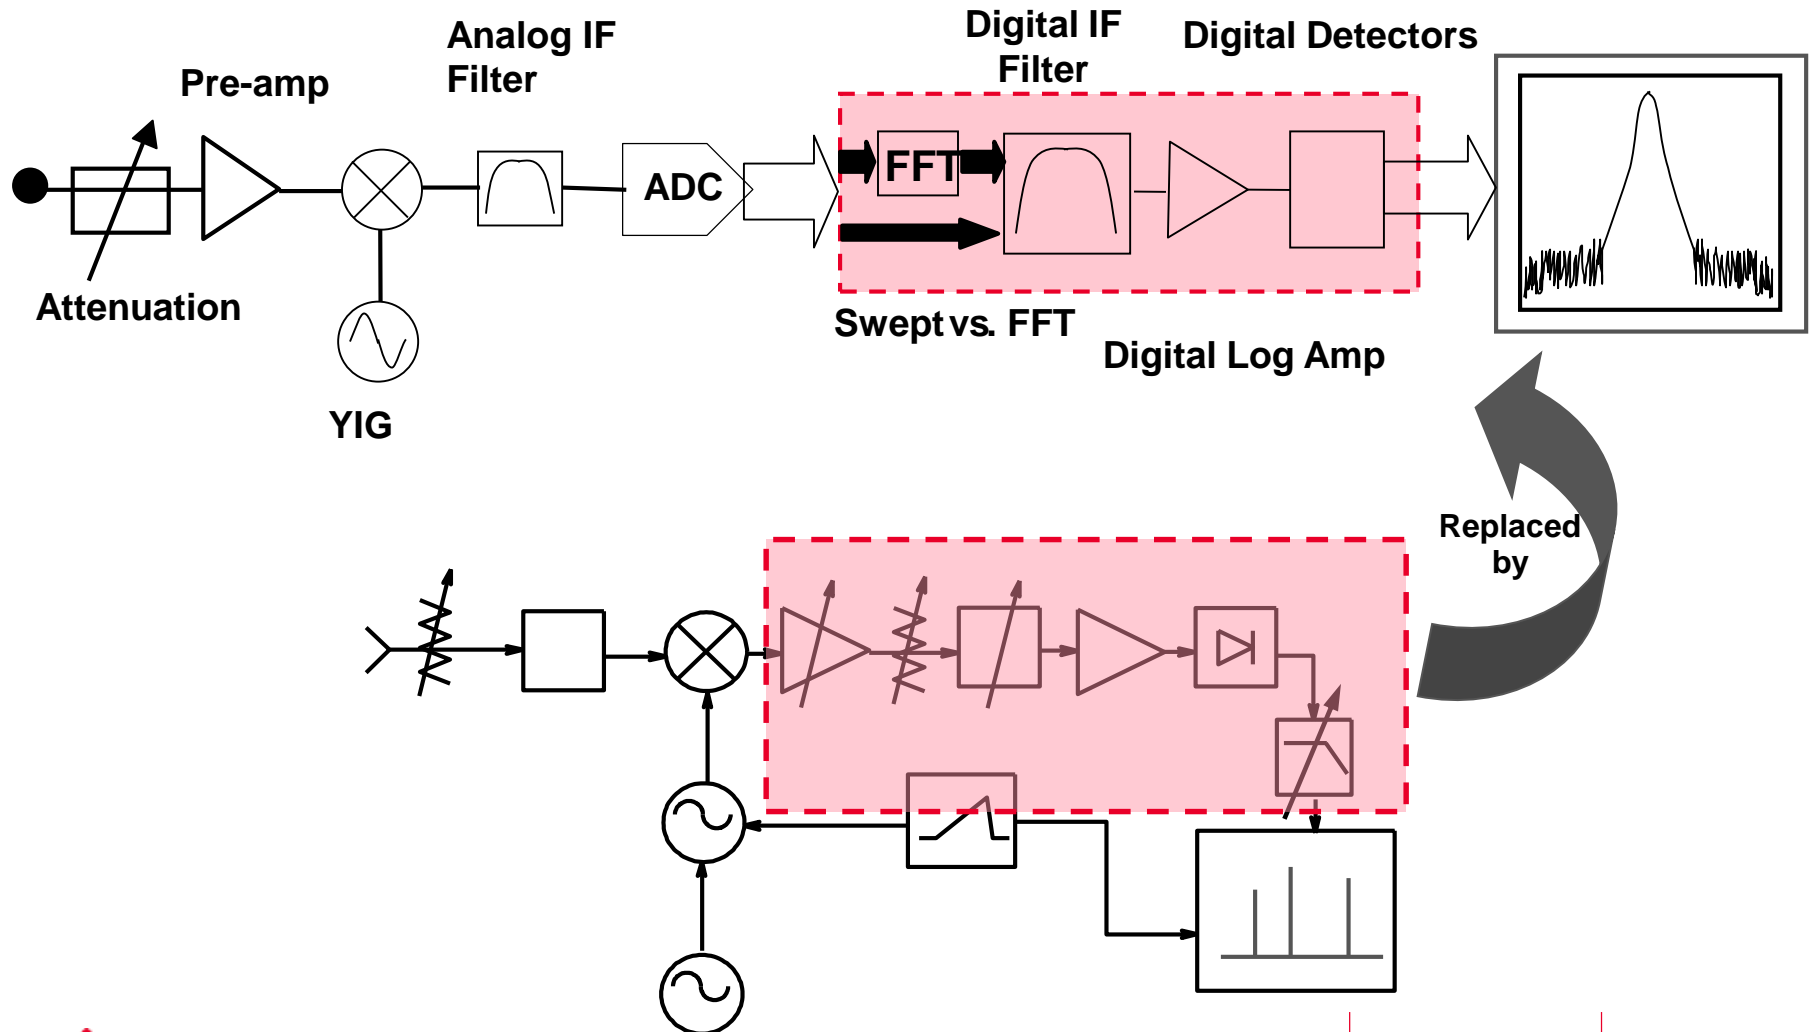 Analog IF
Filter
Digital IF
Filter
Digital Detectors
Pre-amp
FFT
ADC
Attenuation
Swept vs. FFT
Digital Log Amp
YIG
Replaced
by